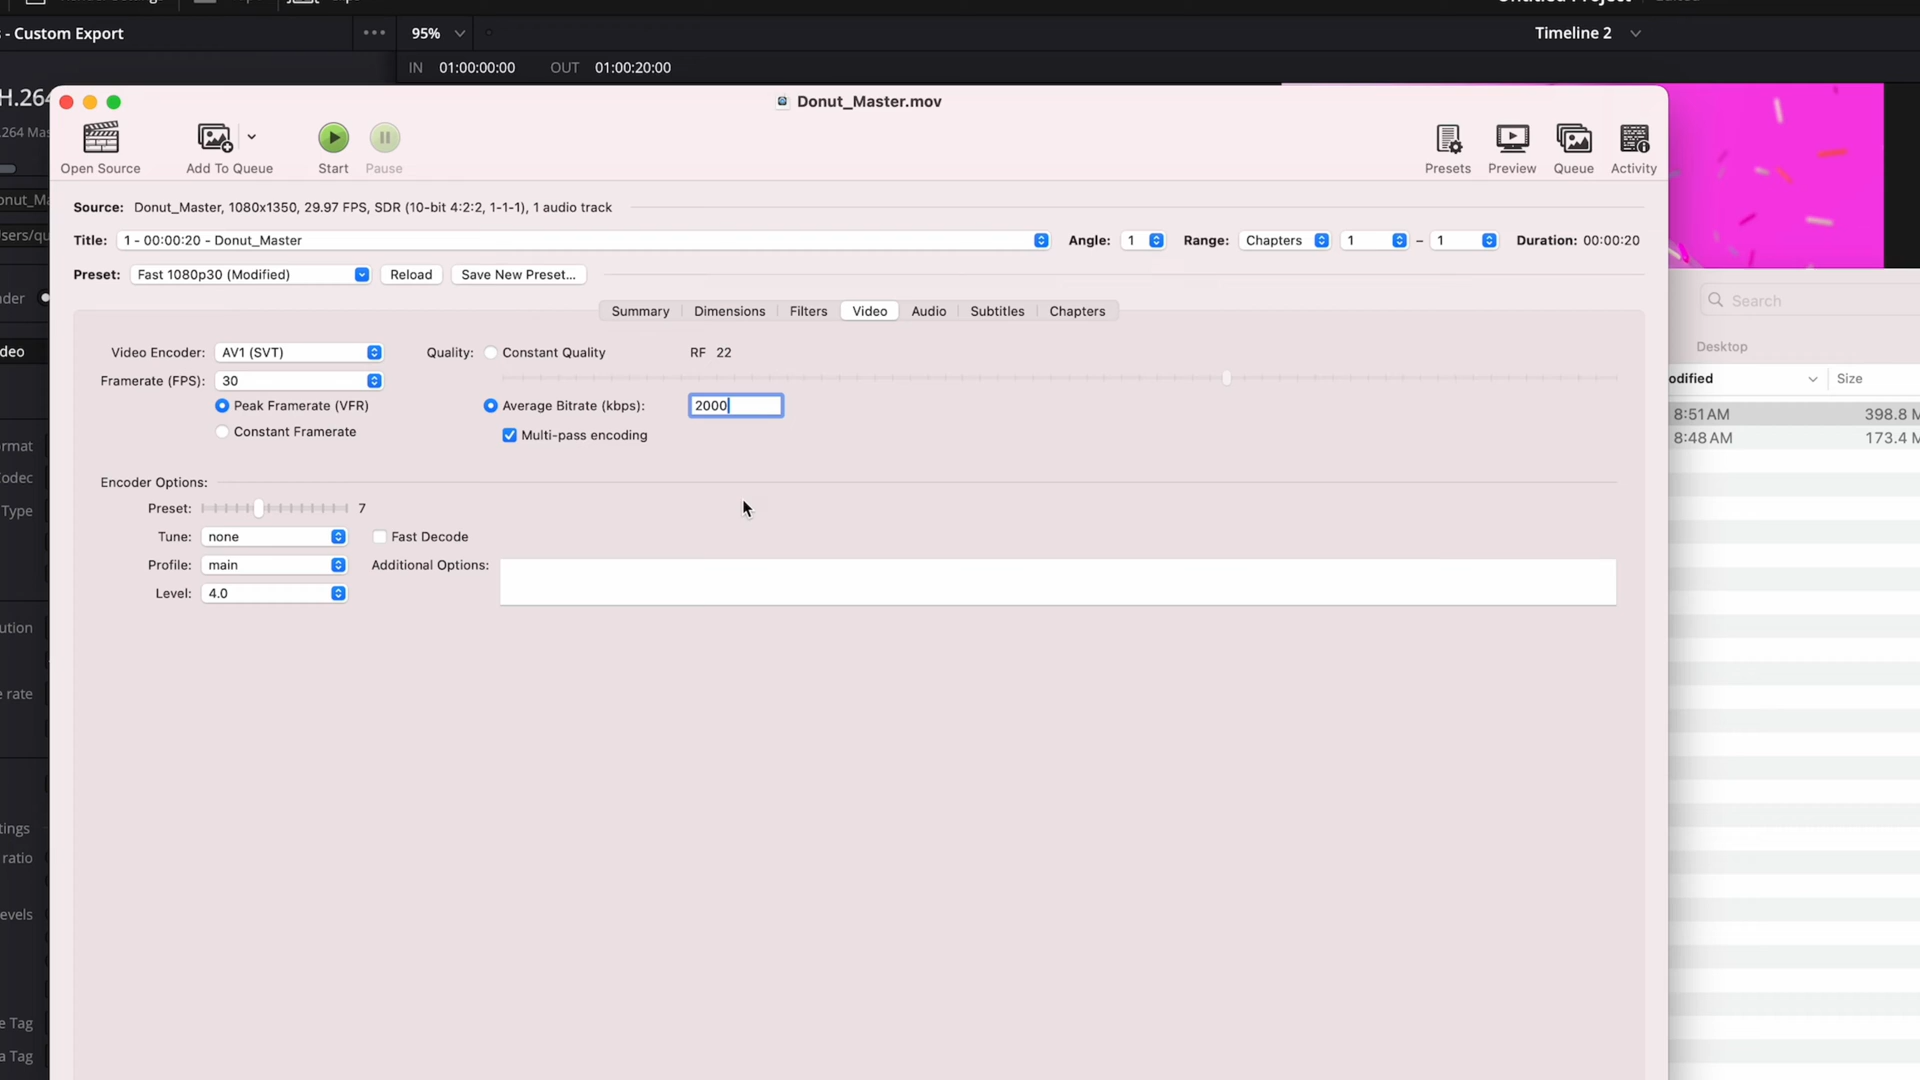 - Custom Export
95%
Timeline 2
IN 01:00:00:00 OUT 01:00:20:00
H.264
Donut_Master.mov
Open Source
Add To Queue
Start
Pause
Presets
Preview
Queue
Activity
Source: Donut_Master, 1080x1350, 29.97 FPS, SDR (10-bit 4:2:2, 1-1-1), 1 audio track
Title: 1 - 00:00:20 - Donut_Master
Angle: 1
Range: Chapters 1 – 1
Duration: 00:00:20
Preset: Fast 1080p30 (Modified)
Reload
Save New Preset...
Summary
Dimensions
Filters
Video
Audio
Subtitles
Chapters
Video Encoder: AV1 (SVT)
Quality: Constant Quality
RF 22
Framerate (FPS): 30
Peak Framerate (VFR)
Average Bitrate (kbps): 2000
Constant Framerate
Multi-pass encoding
Encoder Options:
Preset: 7
Tune: none
Fast Decode
Profile: main
Additional Options:
Level: 4.0
Search
Desktop
odified
Size
8:51 AM 398.8 M
8:48 AM 173.4 M
onut_Ma
sers/qu
der
deo
ormat
odec
Type
ution
e rate
tings
ratio
evels
e Tag
a Tag